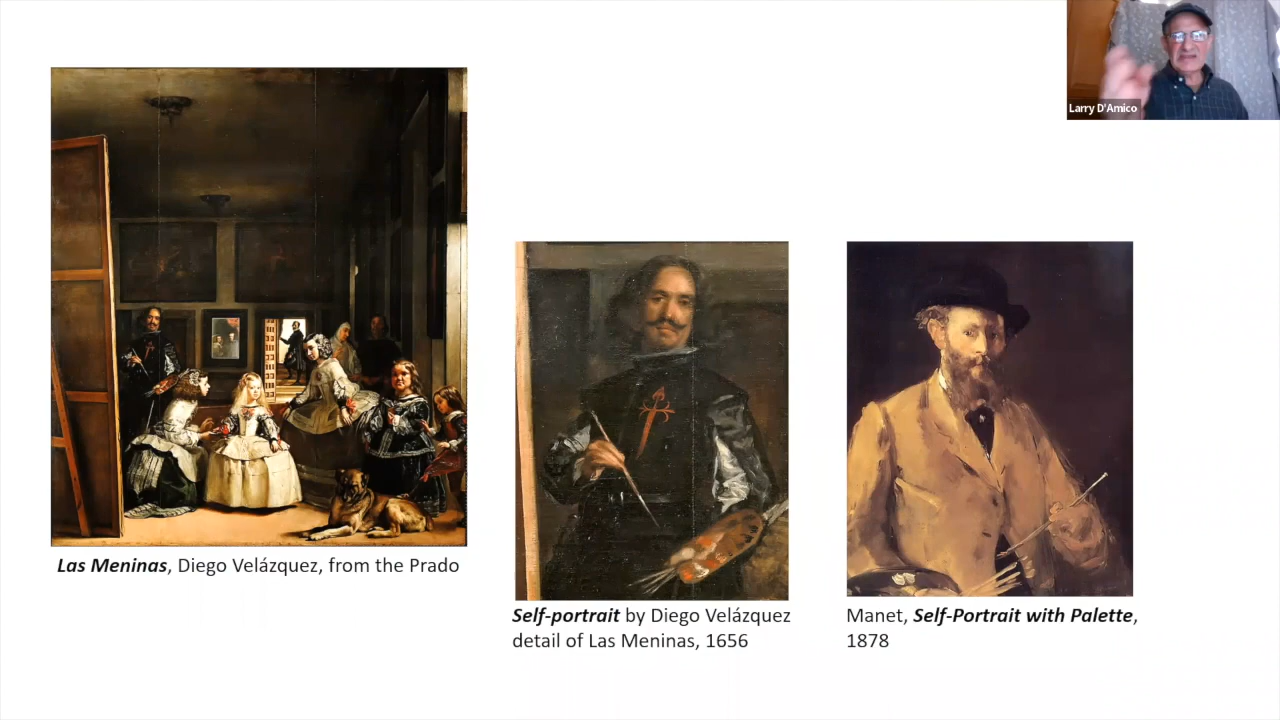 Larry D'Amico
Las Meninas, Diego Velázquez, from the Prado
Self-portrait by Diego Velázquez
detail of Las Meninas, 1656
Manet, Self-Portrait with Palette,
1878